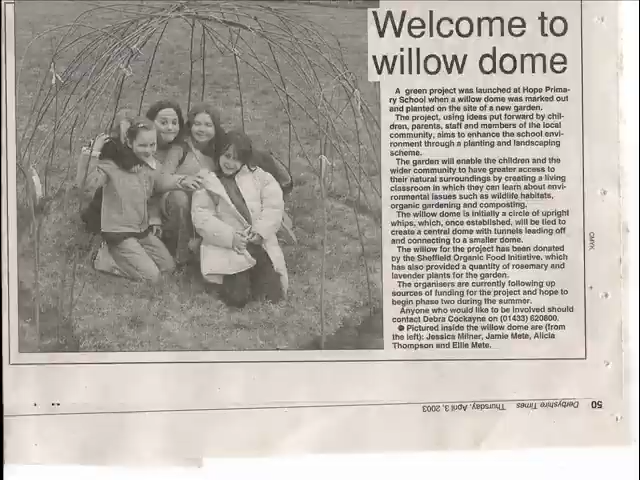 Welcome to
willow dome
A green project was launched at Hope Prima-
ry School when a willow dome was marked out
and planted on the site of a new garden.
The project, using ideas put forward by chil-
dren, parents, staff and members of the local
community, aims to enhance the school envi-
ronment through a planting and landscaping
scheme.
The garden will enable the children and the
wider community to have greater access to
their natural surroundings by creating a living
classroom in which they can learn about envi-
ronmental issues such as wildlife habitats,
organic gardening and composting.
The willow dome is initially a circle of upright
whips, which, once established, will be tied to
create a central dome with tunnels leading off
and connecting to a smaller dome.
The willow for the project has been donated
by the Sheffield Organic Food Initiative, which
has also provided a quantity of rosemary and
lavender plants for the garden.
The organisers are currently following up
sources of funding for the project and hope to
begin phase two during the summer.
Anyone who would like to be involved should
contact Debra Cockayne on (01433) 620800.
● Pictured inside the willow dome are (from
the left): Jessica Milner, Jamie Mete, Alicia
Thompson and Ellie Mete.
CMYK
50 Derbyshire Times Thursday, April 3, 2003